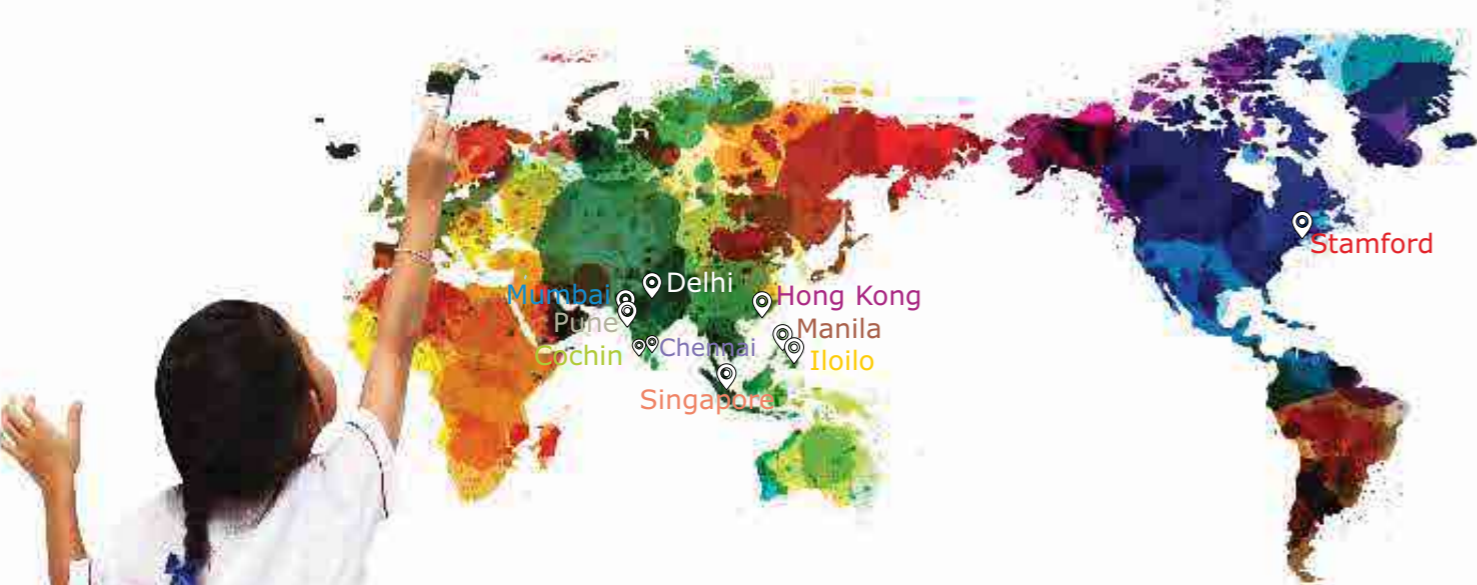 Stamford
Delhi
Mumbai
Hong Kong
Pune
Manila
Cochin
Chennai
Iloilo
Singapore